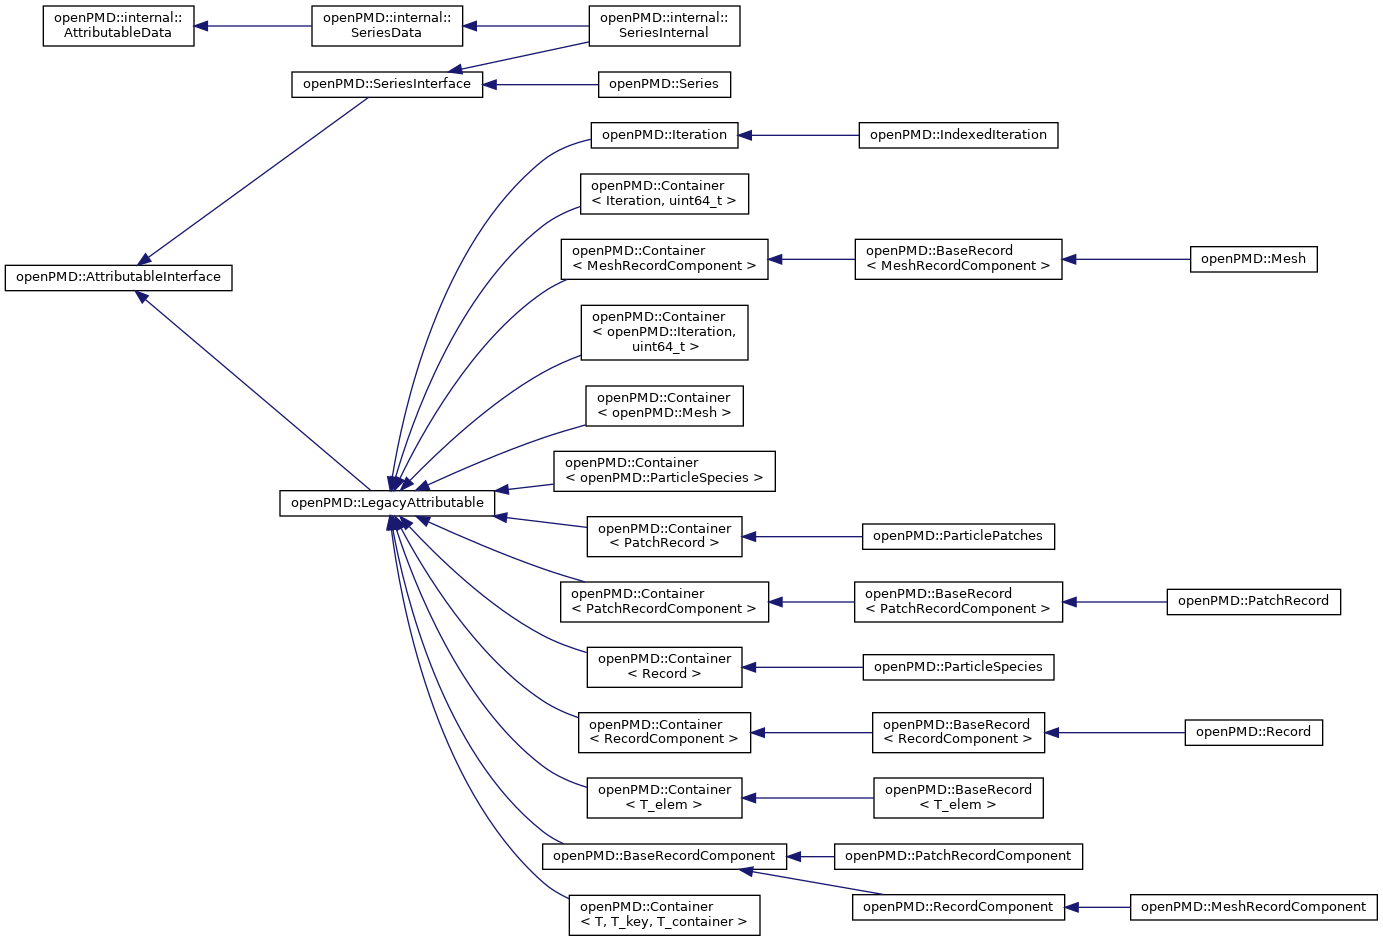 openPMD::internal::
AttributableData
openPMD::internal::
SeriesData
openPMD::internal::
SeriesInternal
openPMD::SeriesInterface
openPMD::Series
openPMD::Iteration
openPMD::IndexedIteration
openPMD::Container
< Iteration, uint64_t >
openPMD::Container
< MeshRecordComponent >
openPMD::BaseRecord
< MeshRecordComponent >
openPMD::Mesh
openPMD::AttributableInterface
openPMD::Container
< openPMD::Iteration,
uint64_t >
openPMD::Container
< openPMD::Mesh >
openPMD::Container
< openPMD::ParticleSpecies >
openPMD::LegacyAttributable
openPMD::Container
< PatchRecord >
openPMD::ParticlePatches
openPMD::Container
< PatchRecordComponent >
openPMD::BaseRecord
< PatchRecordComponent >
openPMD::PatchRecord
openPMD::Container
< Record >
openPMD::ParticleSpecies
openPMD::Container
< RecordComponent >
openPMD::BaseRecord
< RecordComponent >
openPMD::Record
openPMD::Container
< T_elem >
openPMD::BaseRecord
< T_elem >
openPMD::BaseRecordComponent
openPMD::PatchRecordComponent
openPMD::RecordComponent
openPMD::MeshRecordComponent
openPMD::Container
< T, T_key, T_container >